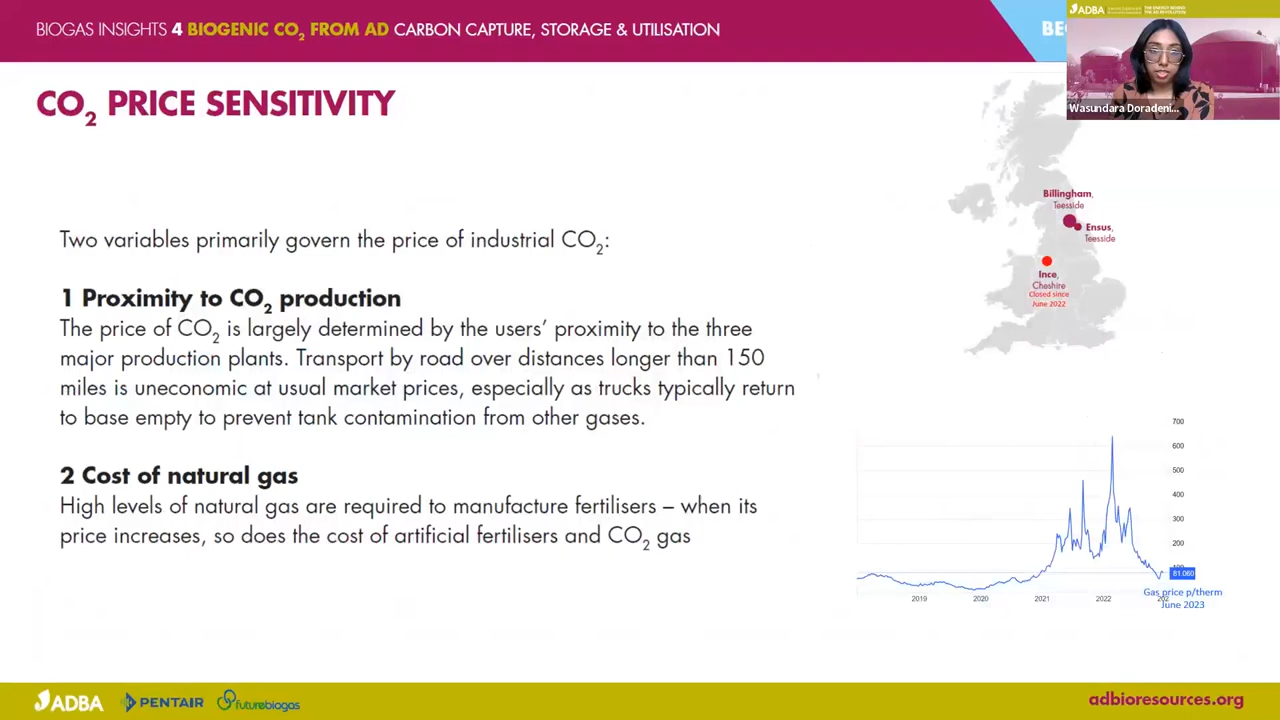 BIOGAS INSIGHTS 4 BIOGENIC CO2 FROM AD CARBON CAPTURE, STORAGE & UTILISATION
ADBA
Wasundara Doradeni...
CO2 PRICE SENSITIVITY
Billingham,
Teesside
Ensus,
Teesside
Ince,
Cheshire
Closed since
June 2022
Two variables primarily govern the price of industrial CO2:
1 Proximity to CO2 production
The price of CO2 is largely determined by the users’ proximity to the three
major production plants. Transport by road over distances longer than 150
miles is uneconomic at usual market prices, especially as trucks typically return
to base empty to prevent tank contamination from other gases.
2 Cost of natural gas
High levels of natural gas are required to manufacture fertilisers – when its
price increases, so does the cost of artificial fertilisers and CO2 gas
700
600
500
400
300
200
100
81.060
2019 2020 2021 2022
Gas price p/therm
June 2023
ADBA PENTAIR futurebiogas
adbioresources.org